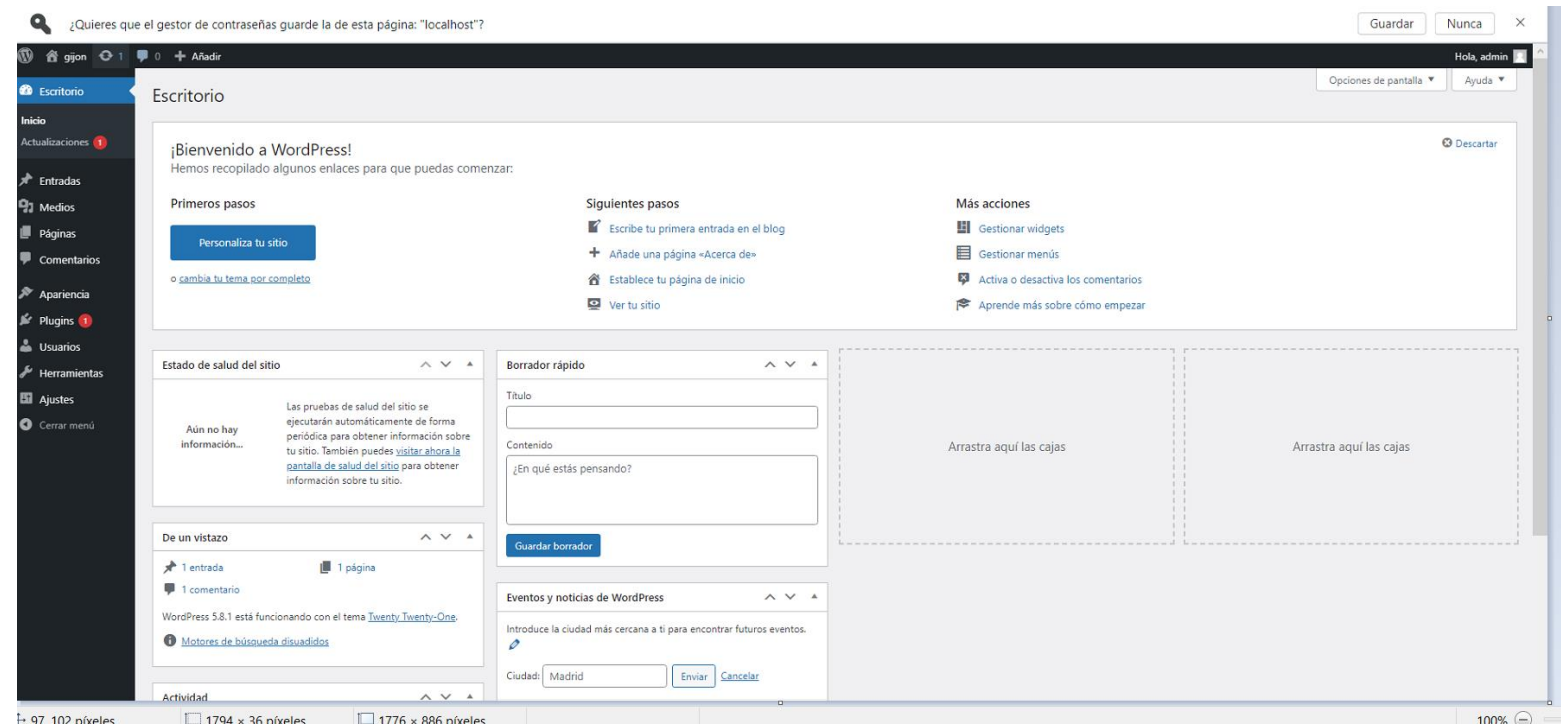 ¿Quieres que el gestor de contraseñas guarde la de esta página: "localhost"?
Guardar
Nunca
gijon
1
0
Añadir
Hola, admin
Escritorio
Inicio
Actualizaciones 1
Entradas
Medios
Páginas
Comentarios
Apariencia
Plugins 1
Usuarios
Herramientas
Ajustes
Cerrar menú
Opciones de pantalla
Ayuda
Escritorio
¡Bienvenido a WordPress!
Hemos recopilado algunos enlaces para que puedas comenzar:
Descartar
Primeros pasos
Personaliza tu sitio
o cambia tu tema por completo
Siguientes pasos
Escribe tu primera entrada en el blog
Añade una página «Acerca de»
Establece tu página de inicio
Ver tu sitio
Más acciones
Gestionar widgets
Gestionar menús
Activa o desactiva los comentarios
Aprende más sobre cómo empezar
Estado de salud del sitio
Aún no hay
información...
Las pruebas de salud del sitio se
ejecutarán automáticamente de forma
periódica para obtener información sobre
tu sitio. También puedes visitar ahora la
pantalla de salud del sitio para obtener
información sobre tu sitio.
De un vistazo
1 entrada
1 página
1 comentario
WordPress 5.8.1 está funcionando con el tema Twenty Twenty-One.
Motores de búsqueda disuadidos
Actividad
Borrador rápido
Título
Contenido
¿En qué estás pensando?
Guardar borrador
Eventos y noticias de WordPress
Introduce la ciudad más cercana a ti para encontrar futuros eventos.
Ciudad:
Madrid
Enviar
Cancelar
Arrastra aquí las cajas
Arrastra aquí las cajas
97, 102 píxeles
1794 × 36 píxeles
1776 × 886 píxeles
100%